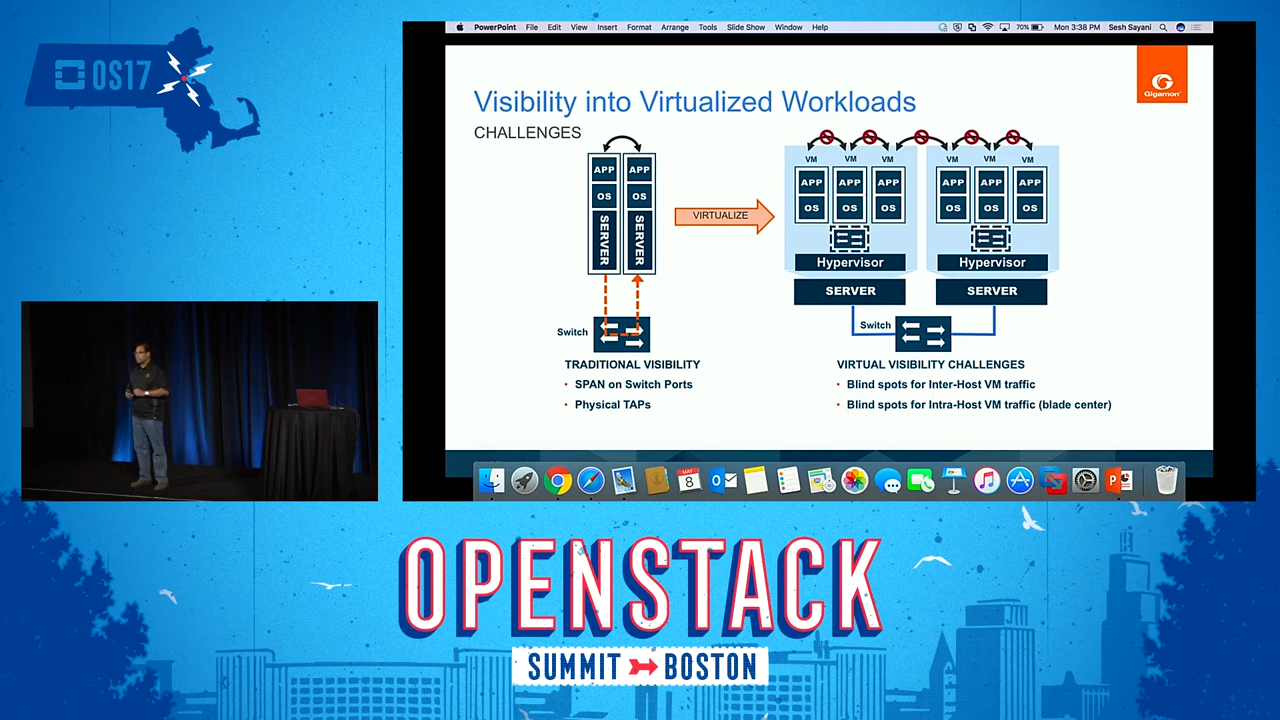 OS17
PowerPoint File Edit View Insert Format Arrange Tools Slide Show Window Help
70% Mon 3:38 PM Sesh Sayani
Gigamon
Visibility into Virtualized Workloads
CHALLENGES
VM VM VM VM VM VM
APP APP APP APP APP APP APP APP
OS OS OS OS OS OS OS OS
VIRTUALIZE
SERVER SERVER
Hypervisor Hypervisor
SERVER SERVER
Switch Switch
TRADITIONAL VISIBILITY
• SPAN on Switch Ports
• Physical TAPs
VIRTUAL VISIBILITY CHALLENGES
• Blind spots for Inter-Host VM traffic
• Blind spots for Intra-Host VM traffic (blade center)
MAY
8
OPENSTACK
SUMMIT BOSTON